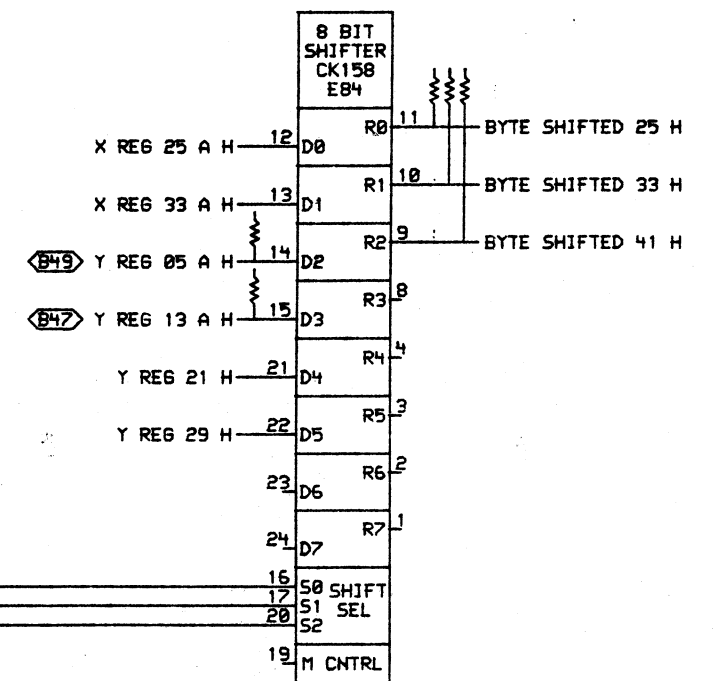 8 BIT
SHIFTER
CK158
E84
R0 11 BYTE SHIFTED 25 H
X REG 25 A H 12 D0
R1 10 BYTE SHIFTED 33 H
X REG 33 A H 13 D1
R2 9 BYTE SHIFTED 41 H
B49 Y REG 05 A H 14 D2
R3 8
B47 Y REG 13 A H 15 D3
R4 4
Y REG 21 H 21 D4
R5 3
Y REG 29 H 22 D5
R6 2
23 D6
R7 1
24 D7
16 S0 SHIFT
17 S1 SEL
20 S2
19 M CNTRL